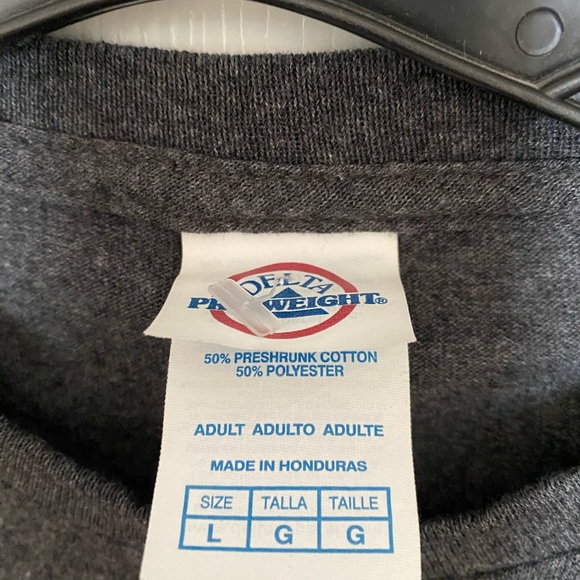 DELTA
WEIGHT®
50% PRESHRUNK COTTON
50% POLYESTER
ADULT ADULTO ADULTE
MADE IN HONDURAS
SIZE TALLA TAILLE
L G G